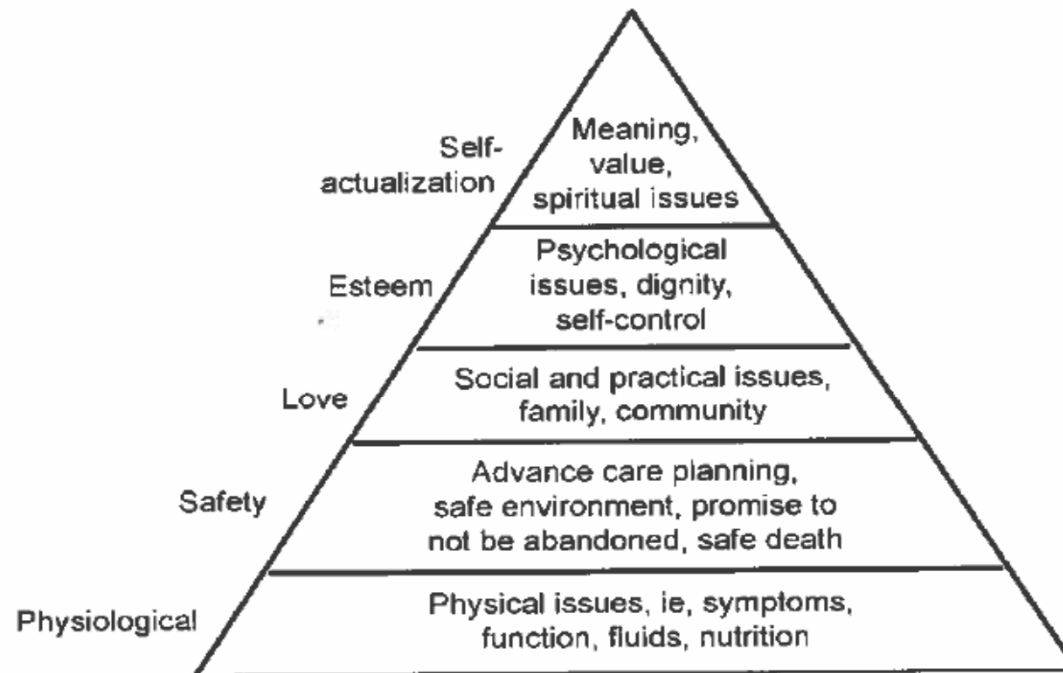 Self-
actualization
Meaning,
value,
spiritual issues
Esteem
Psychological
issues, dignity,
self-control
Love
Social and practical issues,
family, community
Safety
Advance care planning,
safe environment, promise to
not be abandoned, safe death
Physiological
Physical issues, ie, symptoms,
function, fluids, nutrition